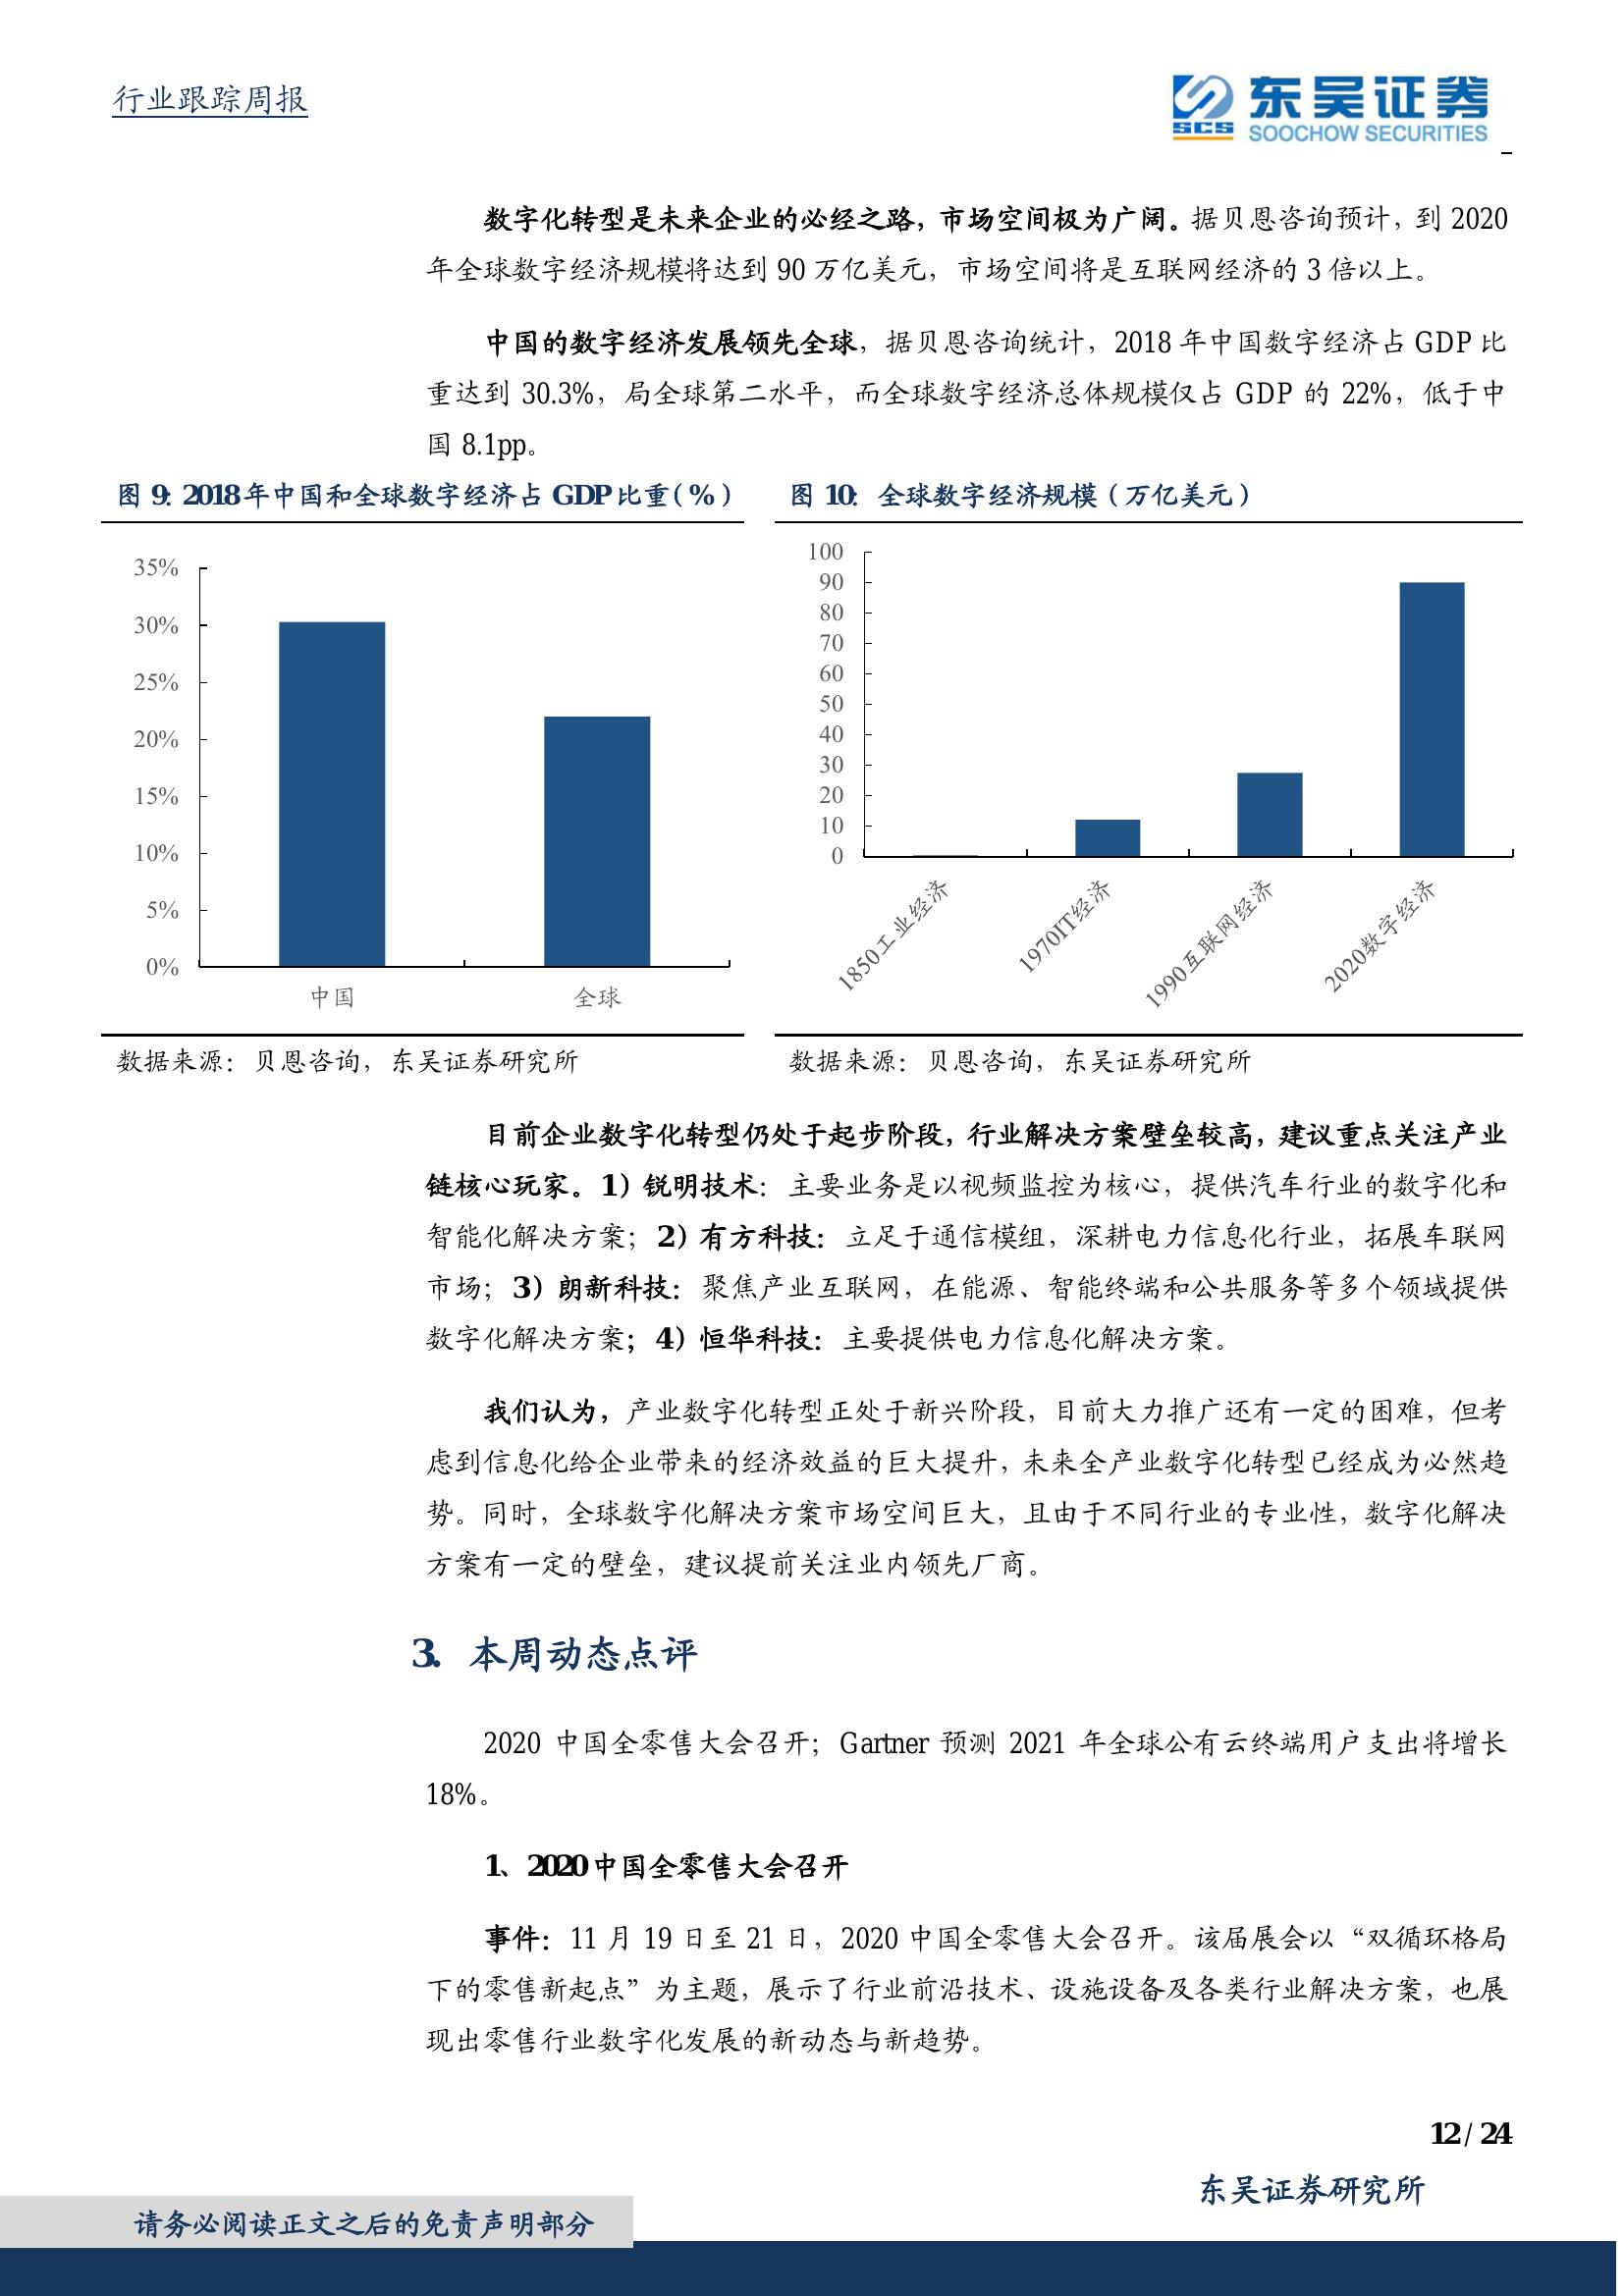 行业跟踪周报
SCS
东吴证券
SOOCHOW SECURITIES
数字化转型是未来企业的必经之路，市场空间极为广阔。据贝恩咨询预计，到 2020
年全球数字经济规模将达到 90 万亿美元，市场空间将是互联网经济的 3 倍以上。
中国的数字经济发展领先全球，据贝恩咨询统计，2018 年中国数字经济占 GDP 比
重达到 30.3%，局全球第二水平，而全球数字经济总体规模仅占 GDP 的 22%，低于中
国 8.1pp。
图 9：2018 年中国和全球数字经济占 GDP 比重（%）
35%
30%
25%
20%
15%
10%
5%
0%
中国
全球
数据来源：贝恩咨询，东吴证券研究所
图 10：全球数字经济规模（万亿美元）
100
90
80
70
60
50
40
30
20
10
0
1850工业经济
1970IT经济
1990互联网经济
2020数字经济
数据来源：贝恩咨询，东吴证券研究所
目前企业数字化转型仍处于起步阶段，行业解决方案壁垒较高，建议重点关注产业
链核心玩家。1）锐明技术：主要业务是以视频监控为核心，提供汽车行业的数字化和
智能化解决方案；2）有方科技：立足于通信模组，深耕电力信息化行业，拓展车联网
市场；3）朗新科技：聚焦产业互联网，在能源、智能终端和公共服务等多个领域提供
数字化解决方案；4）恒华科技：主要提供电力信息化解决方案。
我们认为，产业数字化转型正处于新兴阶段，目前大力推广还有一定的困难，但考
虑到信息化给企业带来的经济效益的巨大提升，未来全产业数字化转型已经成为必然趋
势。同时，全球数字化解决方案市场空间巨大，且由于不同行业的专业性，数字化解决
方案有一定的壁垒，建议提前关注业内领先厂商。
3. 本周动态点评
2020 中国全零售大会召开；Gartner 预测 2021 年全球公有云终端用户支出将增长
18%。
1、2020 中国全零售大会召开
事件：11 月 19 日至 21 日，2020 中国全零售大会召开。该届展会以“双循环格局
下的零售新起点”为主题，展示了行业前沿技术、设施设备及各类行业解决方案，也展
现出零售行业数字化发展的新动态与新趋势。
12 / 24
东吴证券研究所
请务必阅读正文之后的免责声明部分